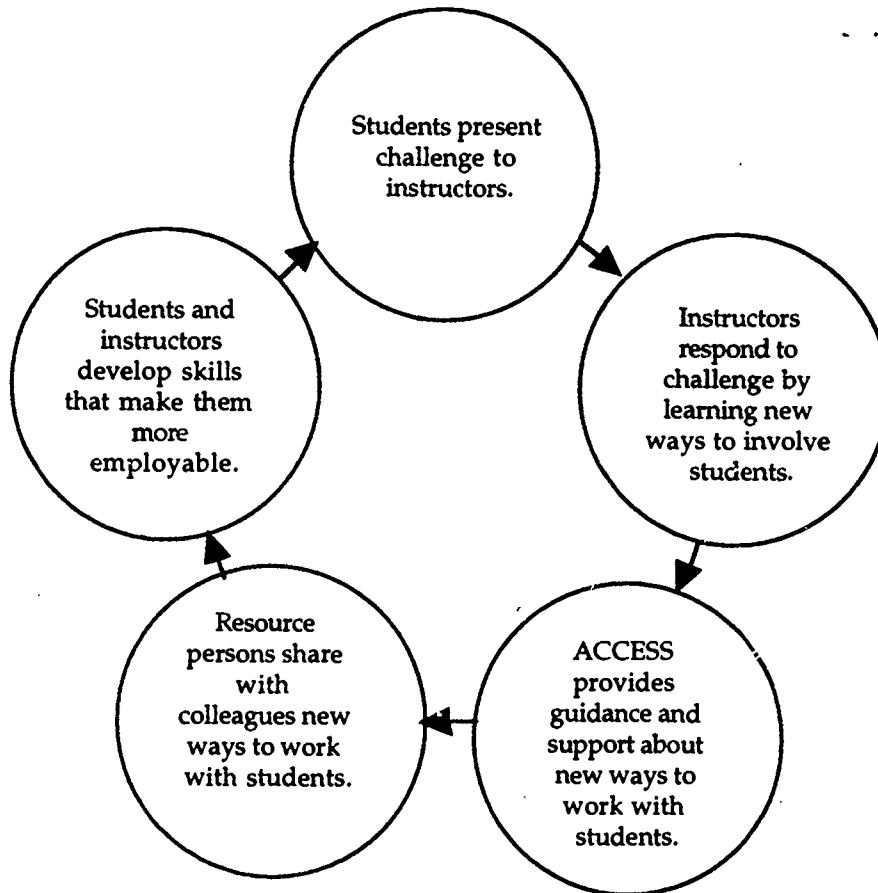 Students present
challenge to
instructors.
Instructors
respond to
challenge by
learning new
ways to involve
students.
ACCESS
provides
guidance and
support about
new ways to
work with
students.
Resource
persons share
with
colleagues new
ways to work
with students.
Students and
instructors
develop skills
that make them
more
employable.